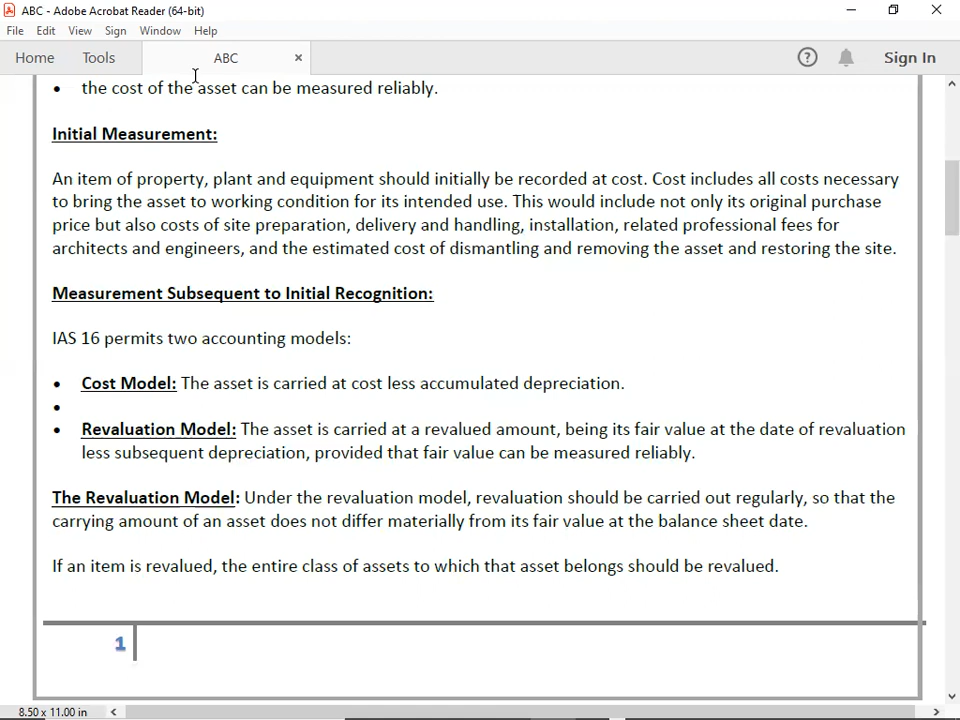 ABC - Adobe Acrobat Reader (64-bit)
File Edit View Sign Window Help
Home Tools ABC × ? Sign In
• the cost of the asset can be measured reliably.
Initial Measurement:
An item of property, plant and equipment should initially be recorded at cost. Cost includes all costs necessary
to bring the asset to working condition for its intended use. This would include not only its original purchase
price but also costs of site preparation, delivery and handling, installation, related professional fees for
architects and engineers, and the estimated cost of dismantling and removing the asset and restoring the site.
Measurement Subsequent to Initial Recognition:
IAS 16 permits two accounting models:
• Cost Model: The asset is carried at cost less accumulated depreciation.
•
• Revaluation Model: The asset is carried at a revalued amount, being its fair value at the date of revaluation
less subsequent depreciation, provided that fair value can be measured reliably.
The Revaluation Model: Under the revaluation model, revaluation should be carried out regularly, so that the
carrying amount of an asset does not differ materially from its fair value at the balance sheet date.
If an item is revalued, the entire class of assets to which that asset belongs should be revalued.
1
8.50 x 11.00 in